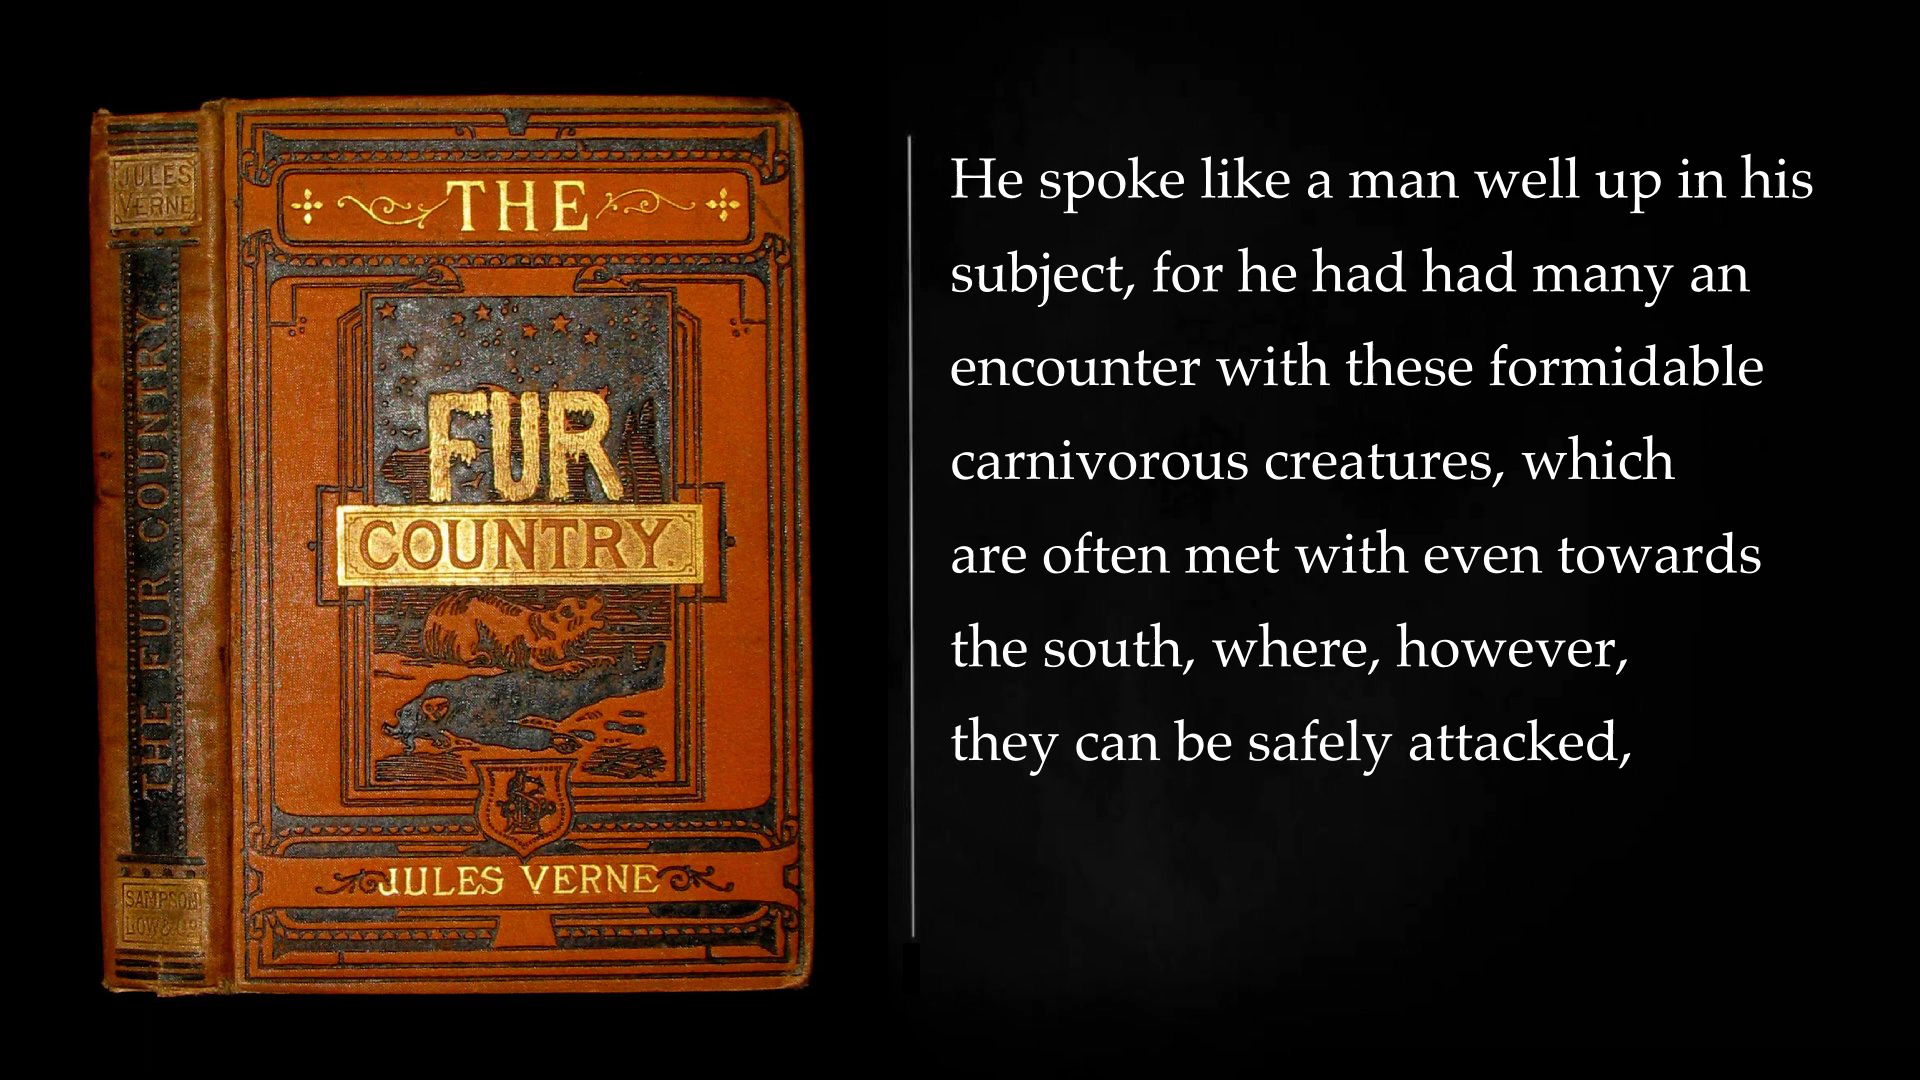 JULES
VERNE
THE FUR COUNTRY.
SAMPSON
LOW & Co
THE
FUR
COUNTRY.
JULES VERNE
He spoke like a man well up in his
subject, for he had had many an
encounter with these formidable
carnivorous creatures, which
are often met with even towards
the south, where, however,
they can be safely attacked,